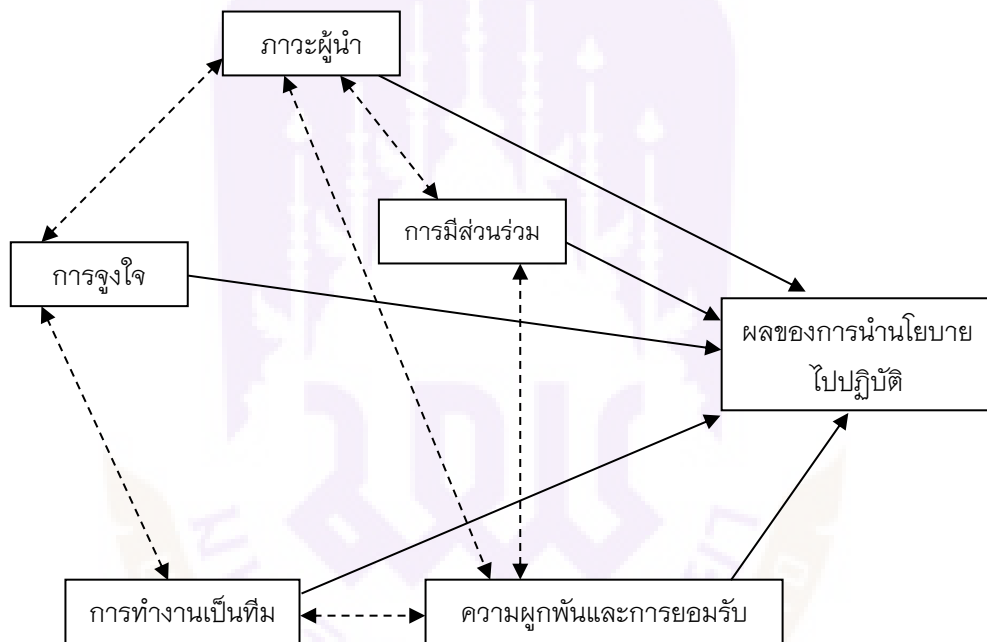 ภาวะผู้นำ
การมีส่วนร่วม
การจูงใจ
ผลของการนำนโยบาย
ไปปฏิบัติ
การทำงานเป็นทีม
ความผูกพันและการยอมรับ